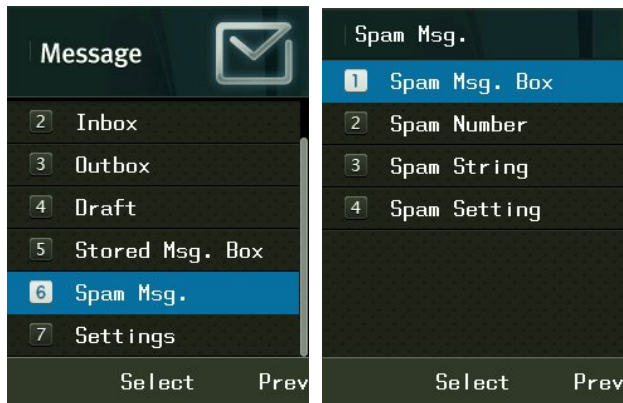 Message
2 Inbox
3 Outbox
4 Draft
5 Stored Msg. Box
6 Spam Msg.
7 Settings
Select Prev
Spam Msg.
1 Spam Msg. Box
2 Spam Number
3 Spam String
4 Spam Setting
Select Prev